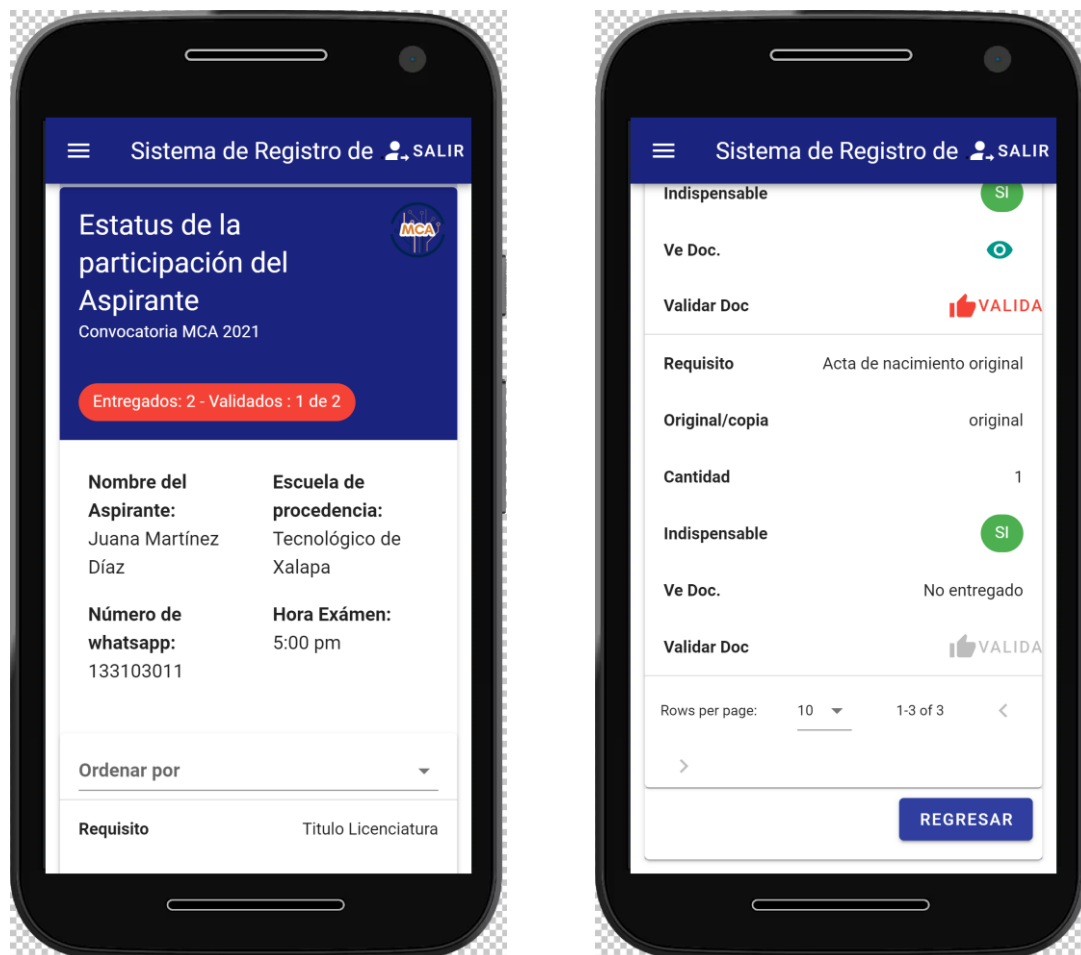 Sistema de Registro de SALIR
Estatus de la
participación del
Aspirante
MCA
Convocatoria MCA 2021
Entregados: 2 - Validados : 1 de 2
Nombre del
Aspirante:
Juana Martínez
Díaz
Escuela de
procedencia:
Tecnológico de
Xalapa
Número de
whatsapp:
133103011
Hora Exámen:
5:00 pm
Ordenar por
Requisito Titulo Licenciatura
Sistema de Registro de SALIR
Indispensable SI
Ve Doc.
Validar Doc VALIDA
Requisito Acta de nacimiento original
Original/copia original
Cantidad 1
Indispensable SI
Ve Doc. No entregado
Validar Doc VALIDA
Rows per page: 10 1-3 of 3
REGRESAR